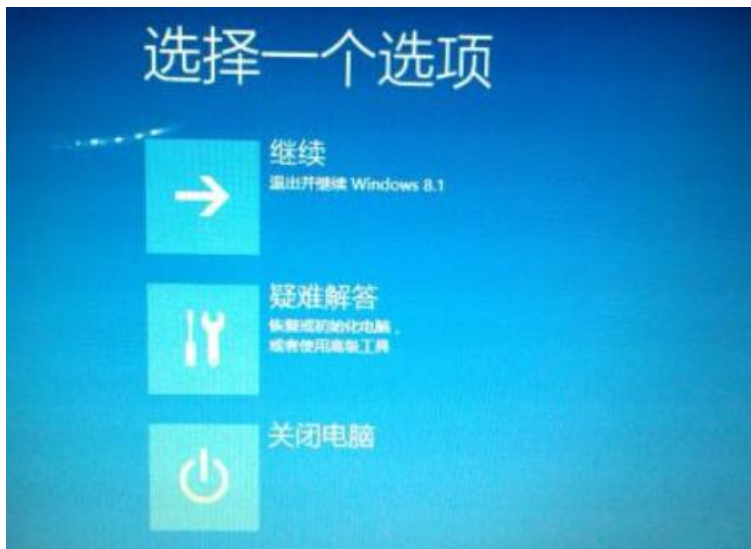 选择一个选项
继续
退出并继续 Windows 8.1
疑难解答
恢复或初始化电脑，
或者使用高级工具
关闭电脑